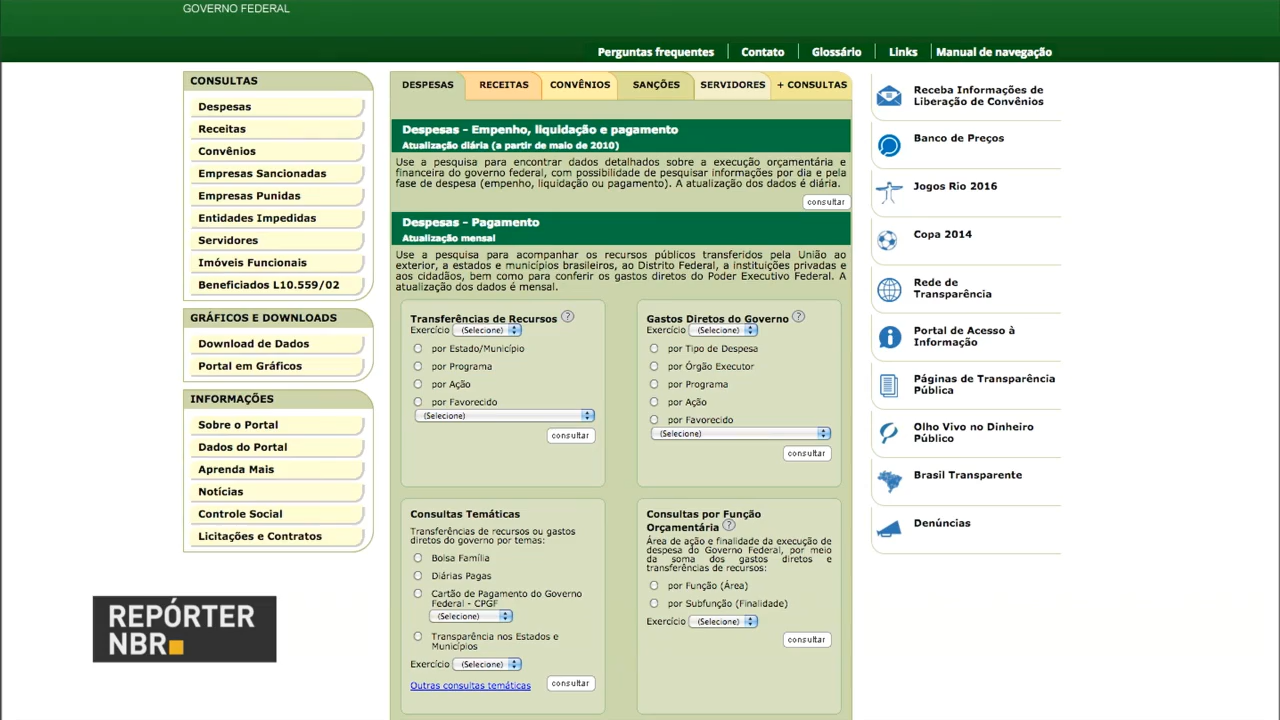 GOVERNO FEDERAL
Perguntas frequentes
Contato
Glossário
Links
Manual de navegação
CONSULTAS
Despesas
Receitas
Convênios
Empresas Sancionadas
Empresas Punidas
Entidades Impedidas
Servidores
Imóveis Funcionais
Beneficiados L10.559/02
GRÁFICOS E DOWNLOADS
Download de Dados
Portal em Gráficos
INFORMAÇÕES
Sobre o Portal
Dados do Portal
Aprenda Mais
Notícias
Controle Social
Licitações e Contratos
DESPESAS
RECEITAS
CONVÊNIOS
SANÇÕES
SERVIDORES
+ CONSULTAS
Despesas - Empenho, liquidação e pagamento
Atualização diária (a partir de maio de 2010)
Use a pesquisa para encontrar dados detalhados sobre a execução orçamentária e
financeira do governo federal, com possibilidade de pesquisar informações por dia e pela
fase de despesa (empenho, liquidação ou pagamento). A atualização dos dados é diária.
consultar
Despesas - Pagamento
Atualização mensal
Use a pesquisa para acompanhar os recursos públicos transferidos pela União ao
exterior, a estados e municípios brasileiros, ao Distrito Federal, a instituições privadas e
aos cidadãos, bem como para conferir os gastos diretos do Poder Executivo Federal. A
atualização dos dados é mensal.
Transferências de Recursos ?
Exercício (Selecione)
por Estado/Município
por Programa
por Ação
por Favorecido
(Selecione)
consultar
Gastos Diretos do Governo ?
Exercício (Selecione)
por Tipo de Despesa
por Órgão Executor
por Programa
por Ação
por Favorecido
(Selecione)
consultar
Consultas Temáticas
Transferências de recursos ou gastos
diretos do governo por temas:
Bolsa Família
Diárias Pagas
Cartão de Pagamento do Governo
Federal - CPGF
(Selecione)
Transparência nos Estados e
Municípios
Exercício (Selecione)
Outras consultas temáticas
consultar
Consultas por Função
Orçamentária ?
Área de ação e finalidade da execução de
despesa do Governo Federal, por meio
da soma dos gastos diretos e
transferências de recursos:
por Função (Área)
por Subfunção (Finalidade)
Exercício (Selecione)
consultar
Receba Informações de
Liberação de Convênios
Banco de Preços
Jogos Rio 2016
Copa 2014
Rede de
Transparência
Portal de Acesso à
Informação
Páginas de Transparência
Pública
Olho Vivo no Dinheiro
Público
Brasil Transparente
Denúncias
REPÓRTER
NBR